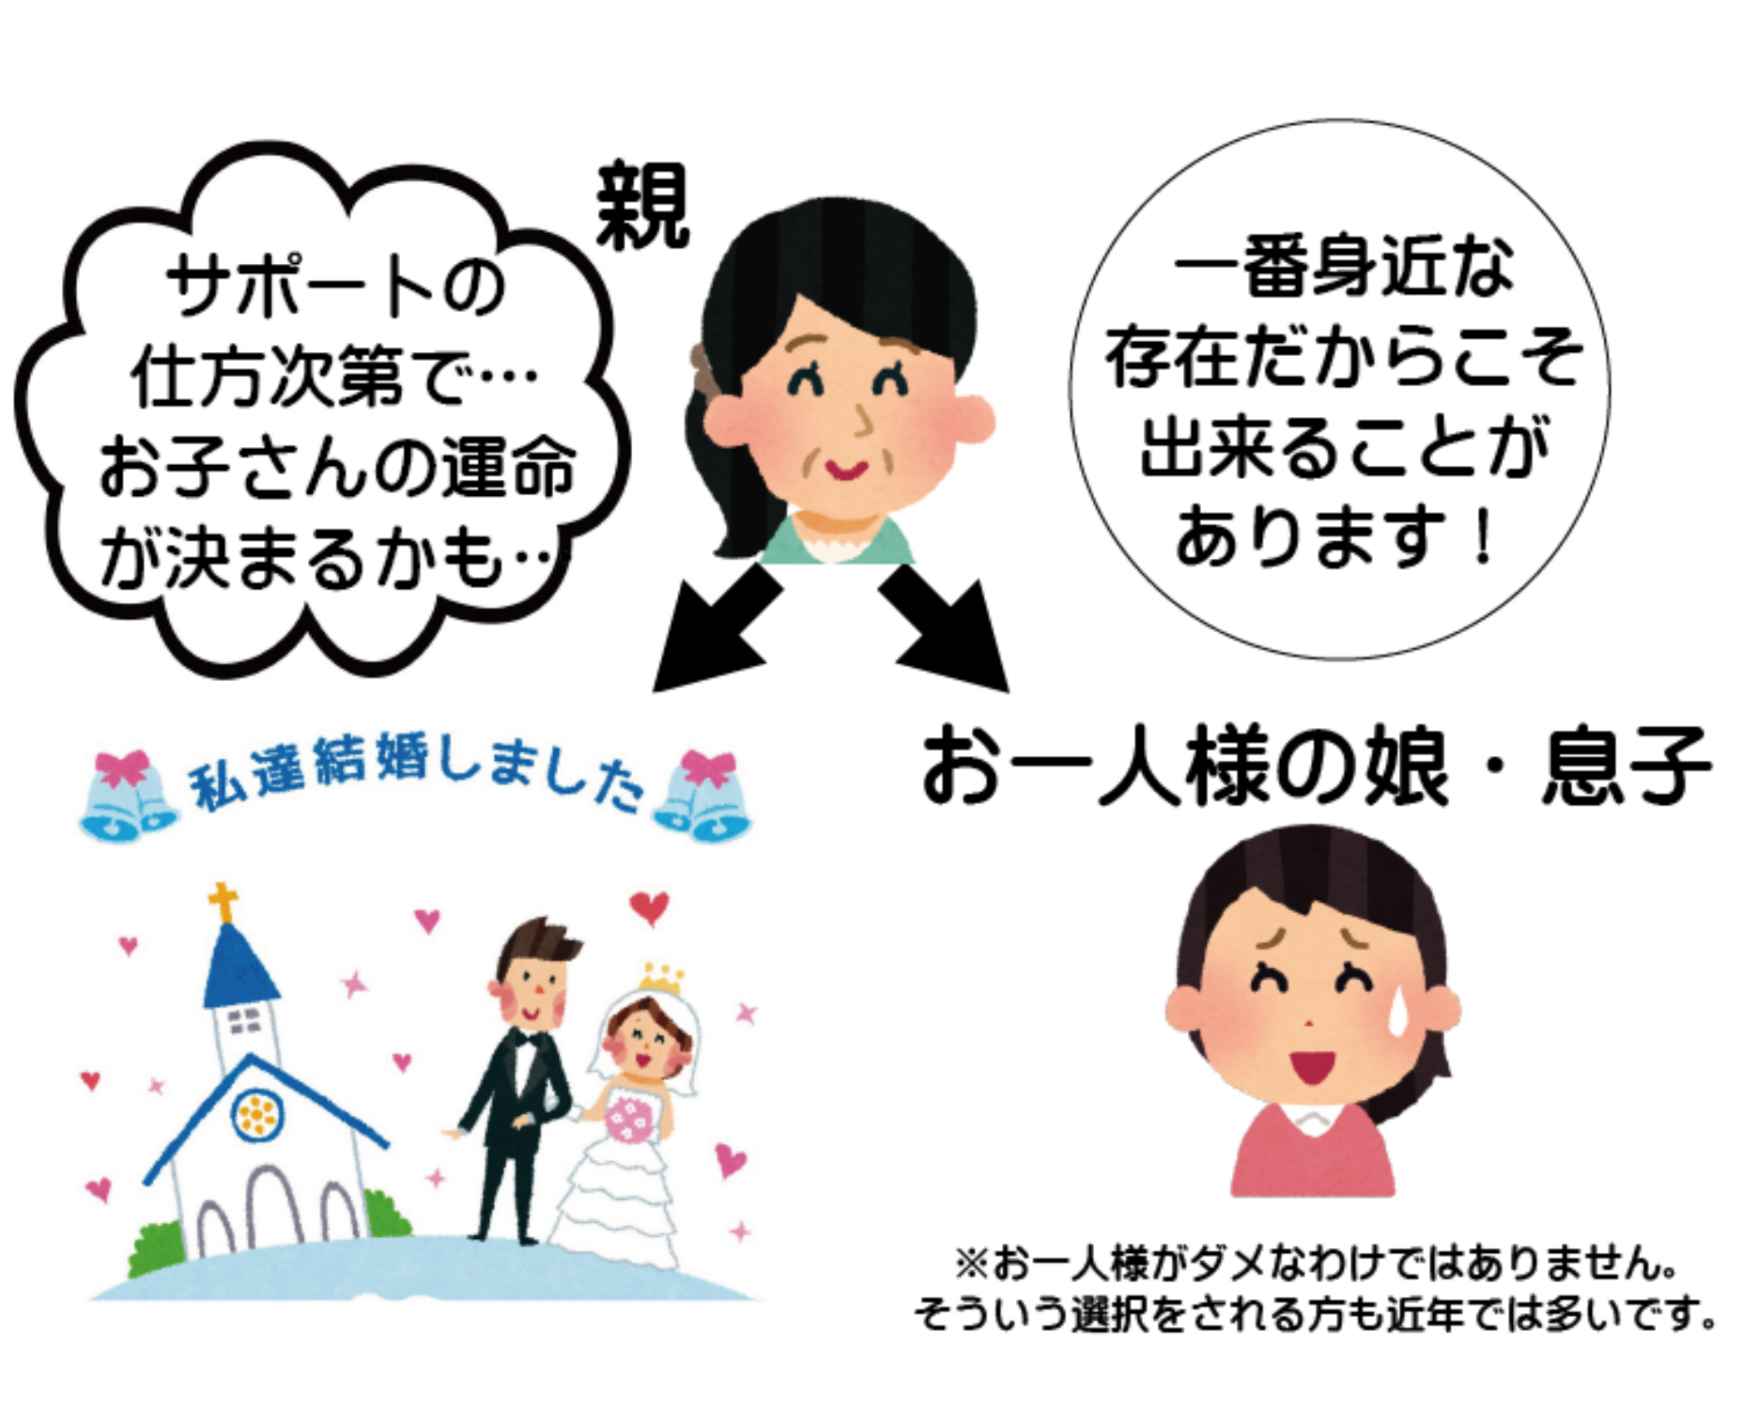 親
サポートの
仕方次第で…
お子さんの運命
が決まるかも‥
一番身近な
存在だからこそ
出来ることが
あります！
私達結婚しました
お一人様の娘・息子
※お一人様がダメなわけではありません。
そういう選択をされる方も近年では多いです。